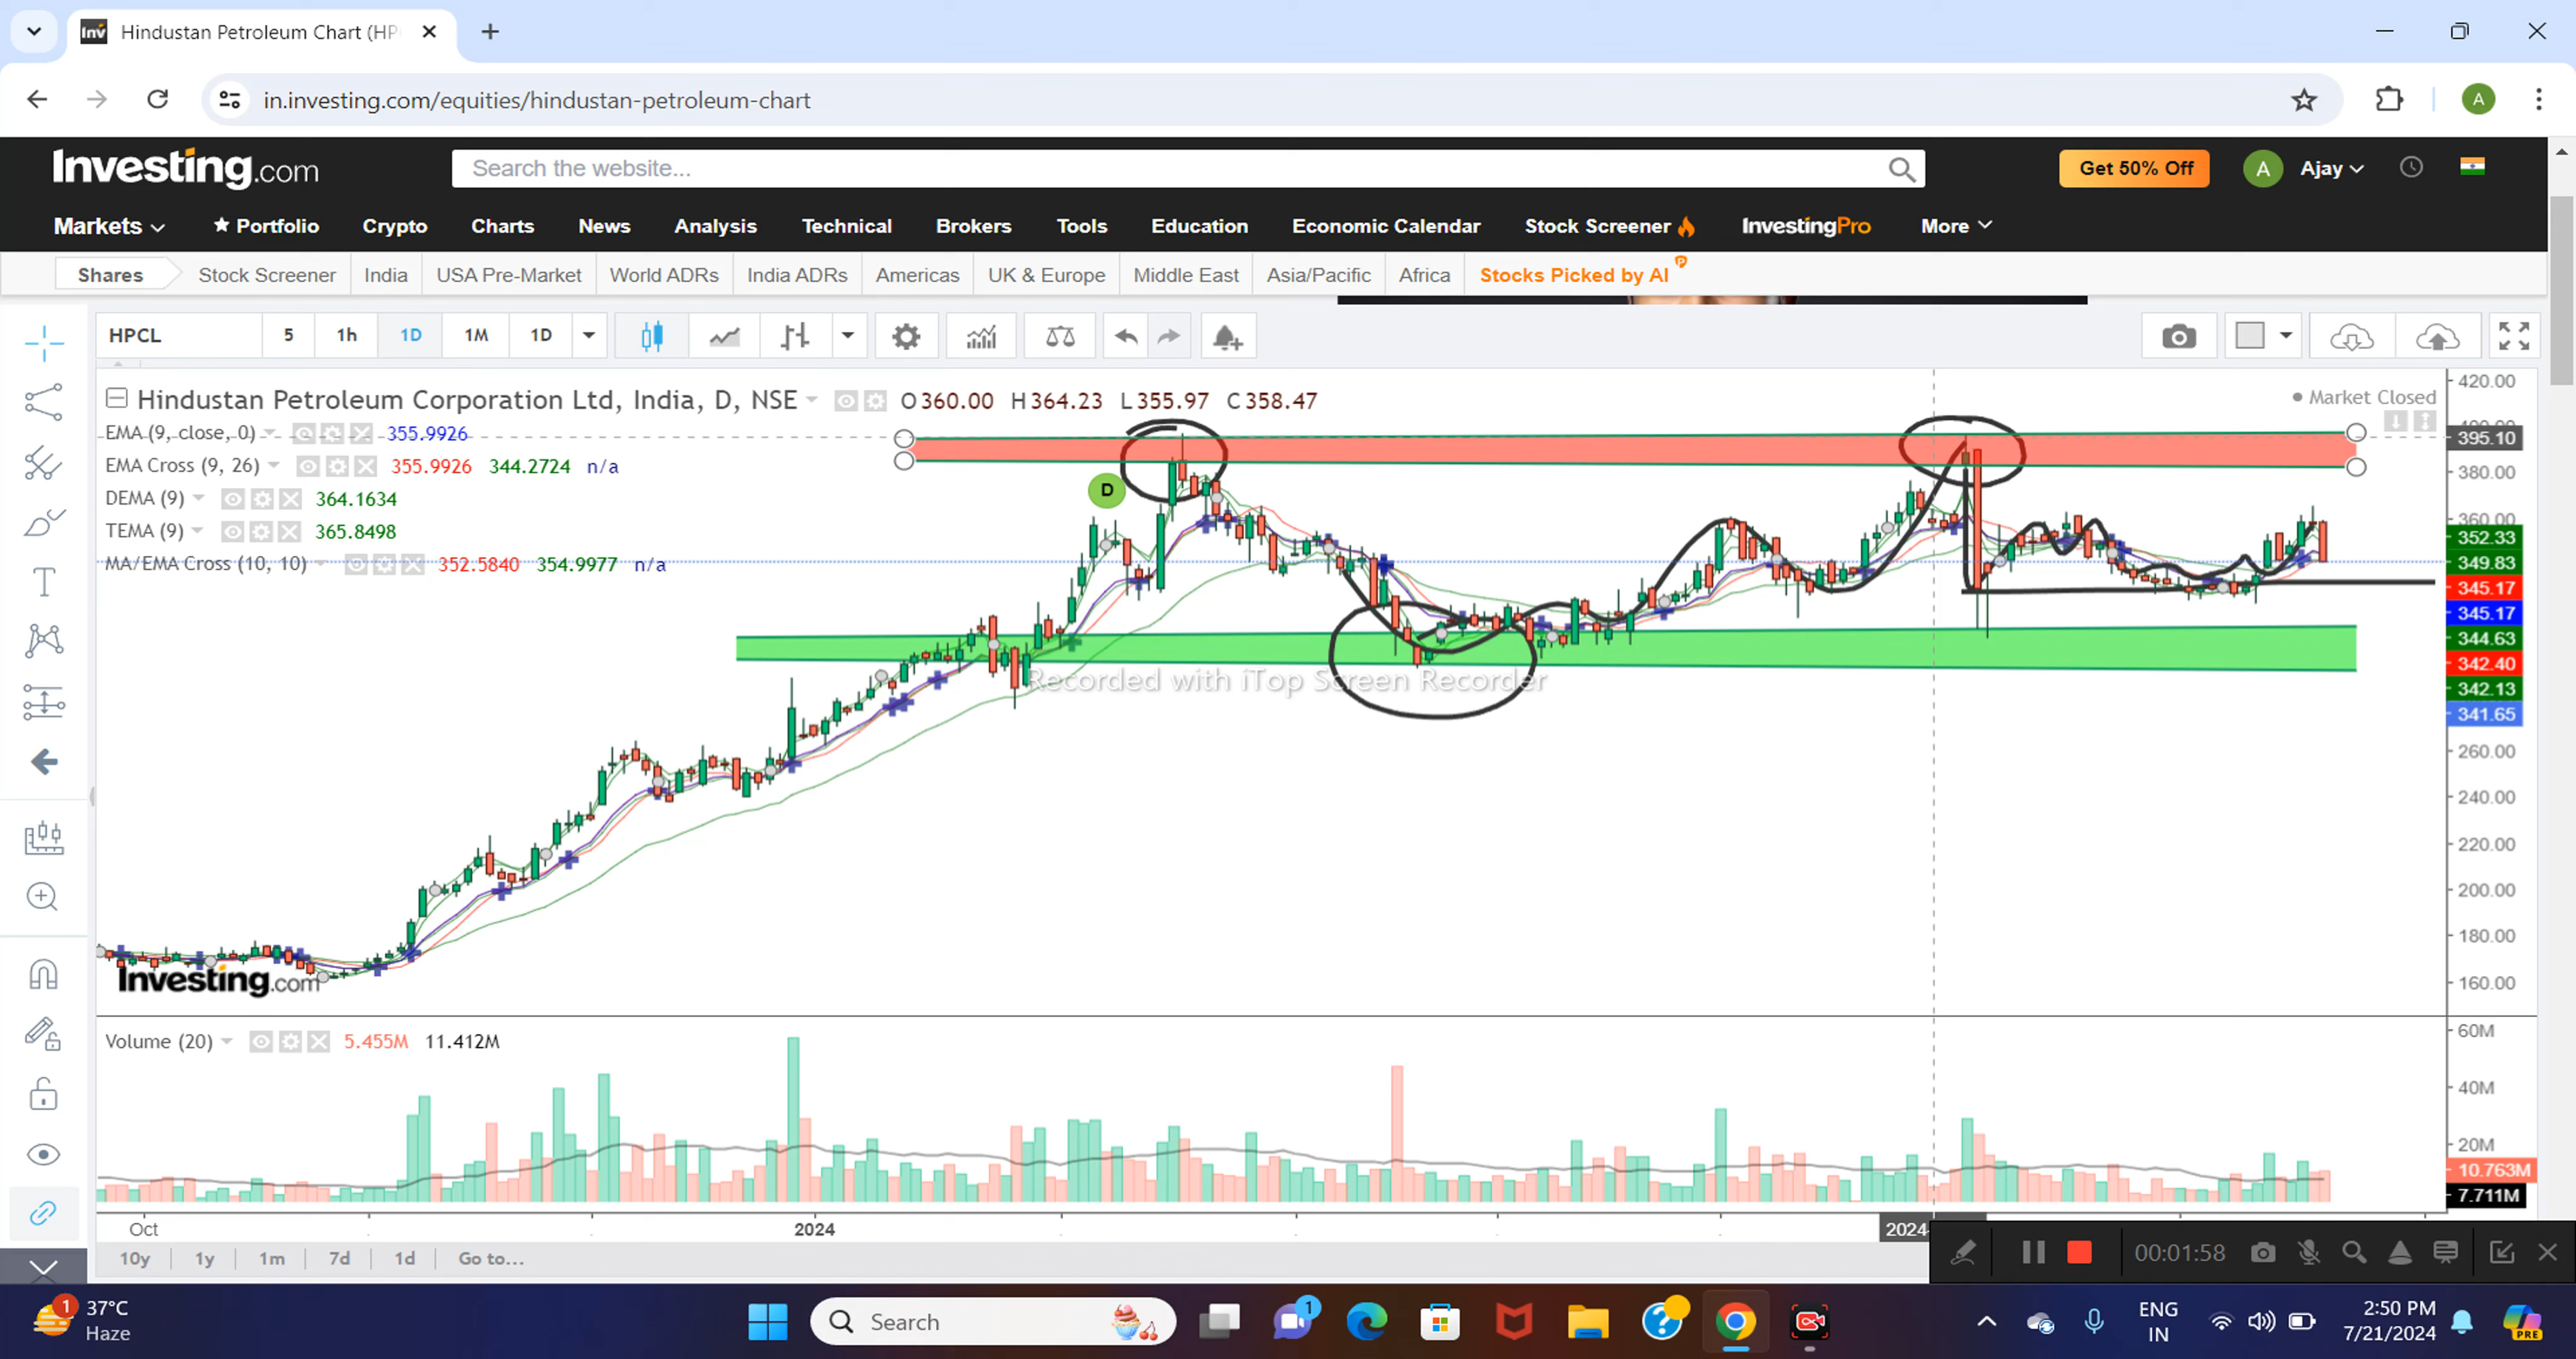 Hindustan Petroleum Chart (HP
in.investing.com/equities/hindustan-petroleum-chart
A
Investing.com
Search the website...
Get 50% Off
A
Ajay
Markets
Portfolio
Crypto
Charts
News
Analysis
Technical
Brokers
Tools
Education
Economic Calendar
Stock Screener
InvestingPro
More
Shares
Stock Screener
India
USA Pre-Market
World ADRs
India ADRs
Americas
UK & Europe
Middle East
Asia/Pacific
Africa
Stocks Picked by AI
HPCL
5
1h
1D
1M
1D
Hindustan Petroleum Corporation Ltd, India, D, NSE
O360.00 H364.23 L355.97 C358.47
Market Closed
EMA (9, close, 0) 355.9926
EMA Cross (9, 26) 355.9926 344.2724 n/a
DEMA (9) 364.1634
TEMA (9) 365.8498
MA/EMA Cross (10, 10) 352.5840 354.9977 n/a
D
Recorded with iTop Screen Recorder
420.00
395.10
380.00
360.00
352.33
349.83
345.17
345.17
344.63
342.40
342.13
341.65
260.00
240.00
220.00
200.00
180.00
160.00
Investing.com
Volume (20) 5.455M 11.412M
60M
40M
20M
10.763M
7.711M
Oct
2024
2024-
10y
1y
1m
7d
1d
Go to...
00:01:58
1
37°C
Haze
Search
1
ENG
IN
2:50 PM
7/21/2024
PRE